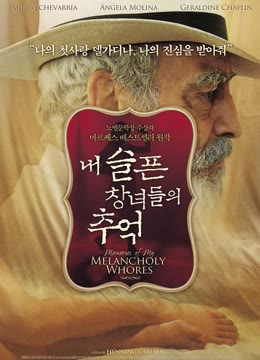 EMILIO ECHEVARRÍA ÁNGELA MOLINA GERALDINE CHAPLIN
“나의 첫사랑 델가디나, 나의 진심을 받아줘”
노벨문학상 수상자
마르케스 베스트셀러 원작
내 슬픈
창녀들의
추억
Memories of My
MELANCHOLY
WHORES
A FILM BY HENNING CARLSEN